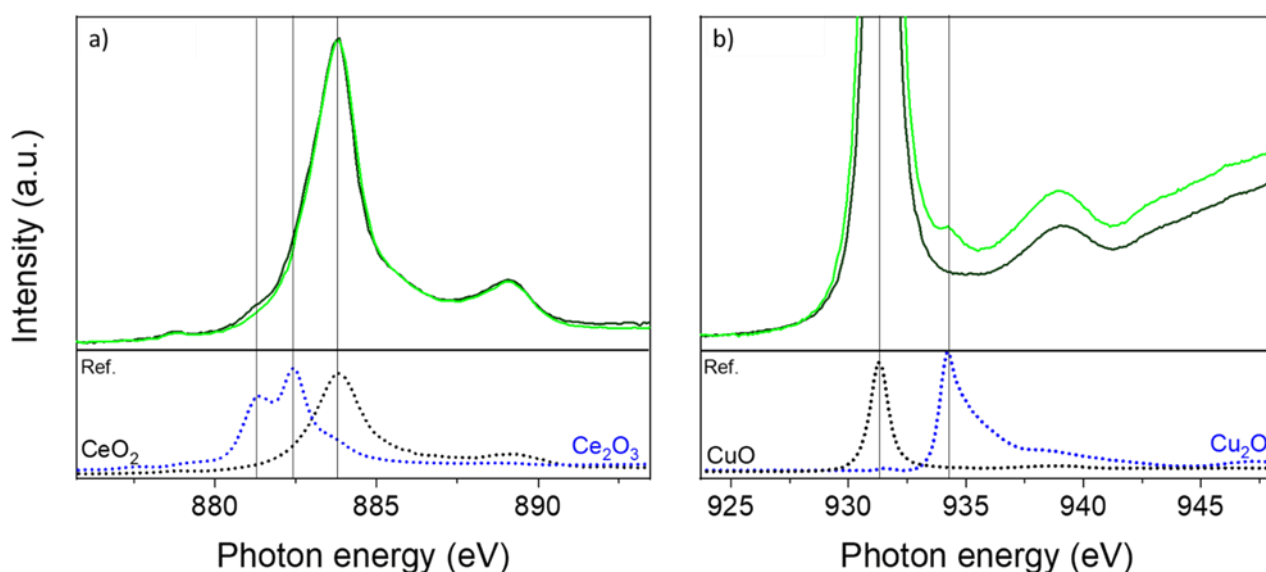 a)
b)
Intensity (a.u.)
Ref.
CeO₂
Ce₂O₃
Ref.
CuO
Cu₂O
880 885 890
925 930 935 940 945
Photon energy (eV)
Photon energy (eV)